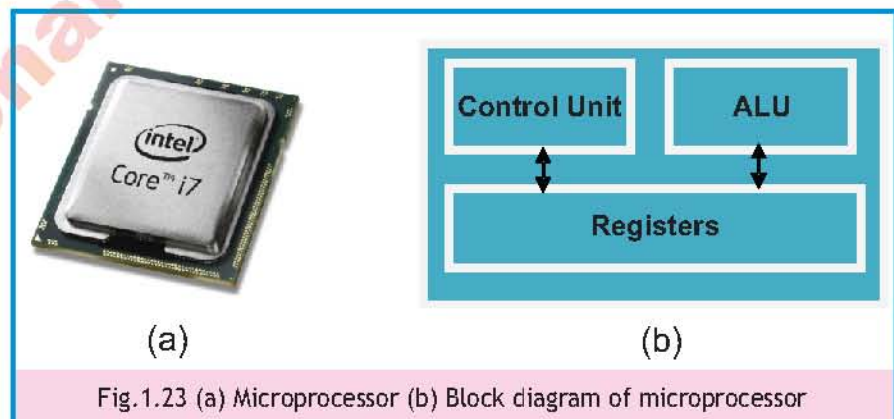 intel
Core™ i7
Control Unit
ALU
Registers
(a)
(b)
Fig.1.23 (a) Microprocessor (b) Block diagram of microprocessor